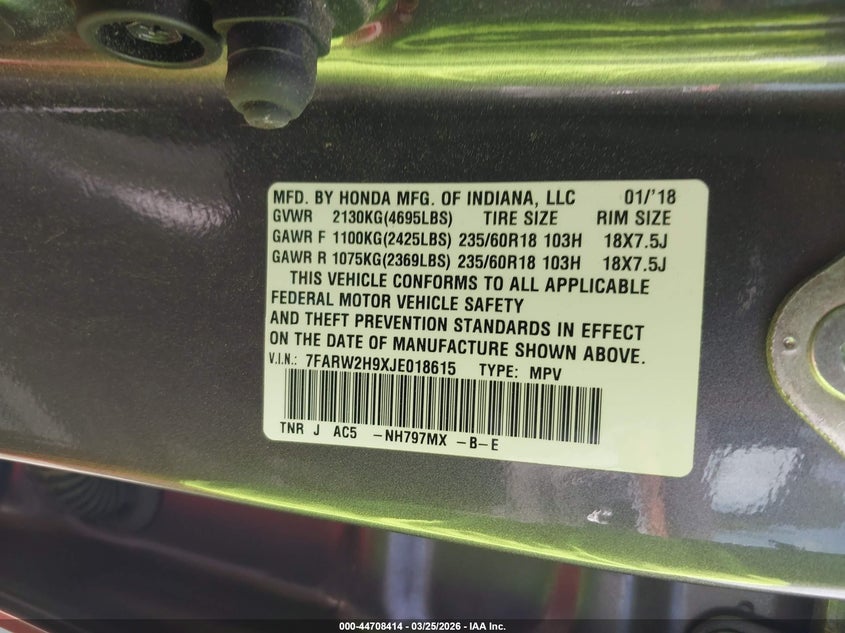 MFD. BY HONDA MFG. OF INDIANA, LLC 01/'18
GVWR 2130KG(4695LBS) TIRE SIZE RIM SIZE
GAWR F 1100KG(2425LBS) 235/60R18 103H 18X7.5J
GAWR R 1075KG(2369LBS) 235/60R18 103H 18X7.5J
THIS VEHICLE CONFORMS TO ALL APPLICABLE
FEDERAL MOTOR VEHICLE SAFETY
AND THEFT PREVENTION STANDARDS IN EFFECT
ON THE DATE OF MANUFACTURE SHOWN ABOVE.
V.I.N.: 7FARW2H9XJE018615 TYPE: MPV
TNR J AC5 -NH797MX -B-E
000-44708414 — 03/25/2026 — IAA Inc.